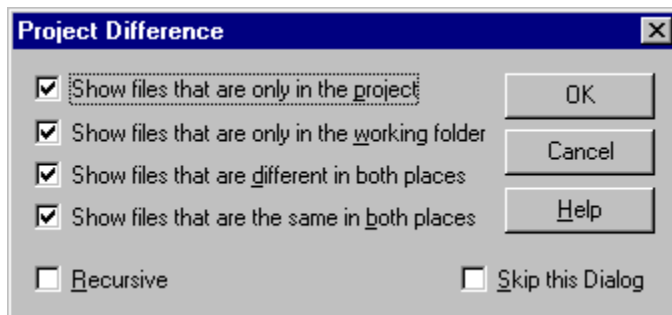 Project Difference
Show files that are only in the project
OK
Show files that are only in the working folder
Cancel
Show files that are different in both places
Show files that are the same in both places
Help
Recursive
Skip this Dialog